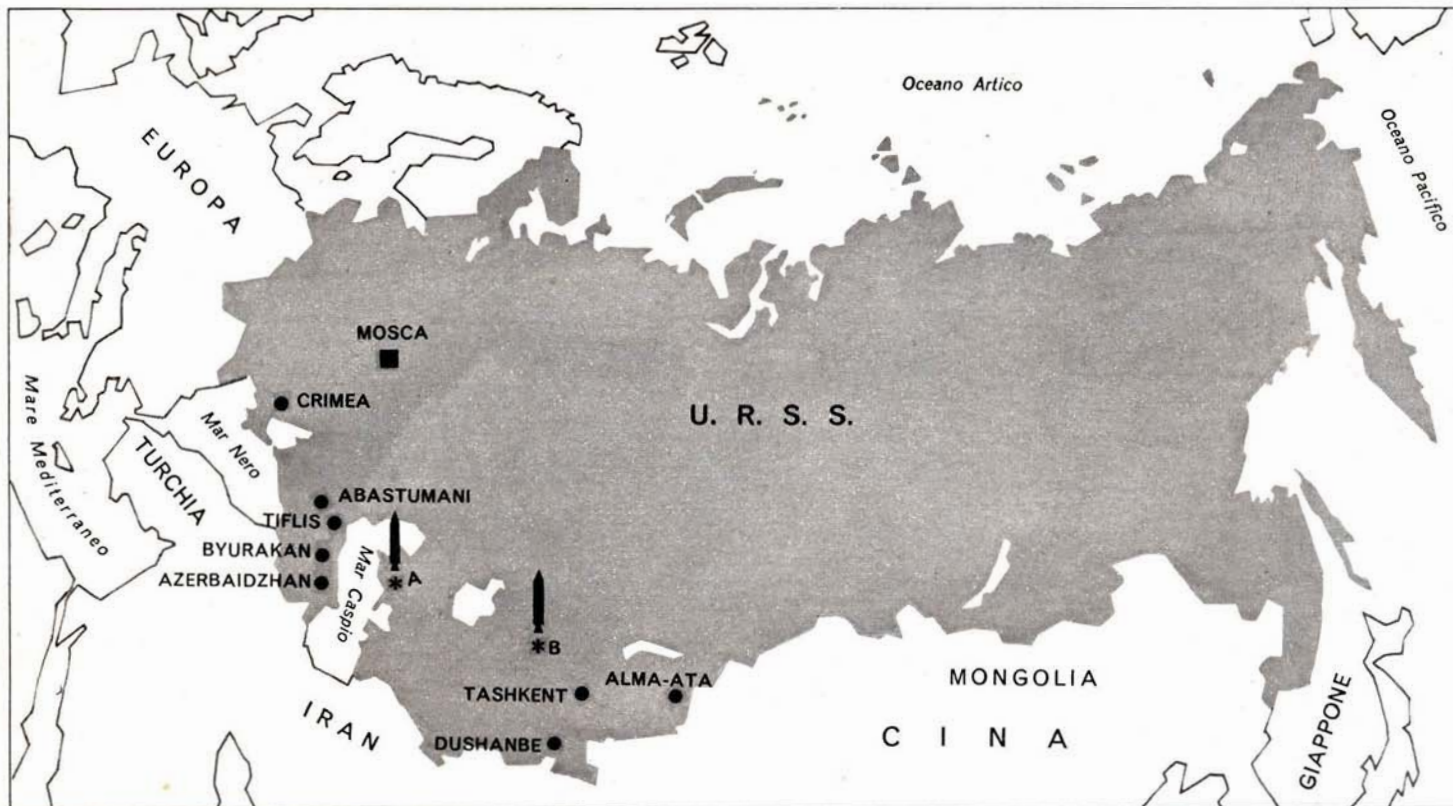 Oceano Artico
Oceano Pacifico
EUROPA
MOSCA
CRIMEA
U. R. S. S.
Mare Mediterraneo
Mar Nero
TURCHIA
ABASTUMANI
TIFLIS
BYURAKAN
AZERBAIDZHAN
Mar Caspio
*A
*B
TASHKENT
ALMA-ATA
DUSHANBE
IRAN
MONGOLIA
CINA
GIAPPONE